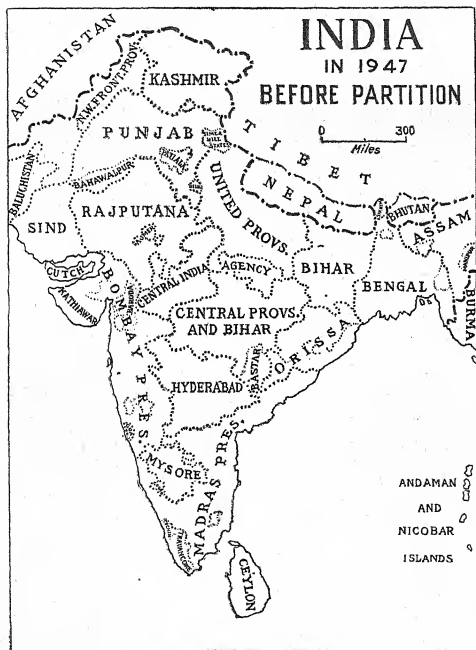 INDIA
IN 1947
BEFORE PARTITION
0 300
Miles
AFGHANISTAN
N.W. FRONT. PROV.
KASHMIR
PUNJAB
TIBET
NEPAL
BHUTAN
ASSAM
BALUCHISTAN
BAHAWALPUR
RAJPUTANA
UNITED PROVS.
SIND
CUTCH
KATHIAWAR
BOMBAY PRES.
CENTRAL INDIA
AGENCY
BIHAR
BENGAL
BURMA
CENTRAL PROVS.
AND BIHAR
ORISSA
BASTAR
HYDERABAD
MYSORE
MADRAS PRES.
CEYLON
ANDAMAN
AND
NICOBAR
ISLANDS